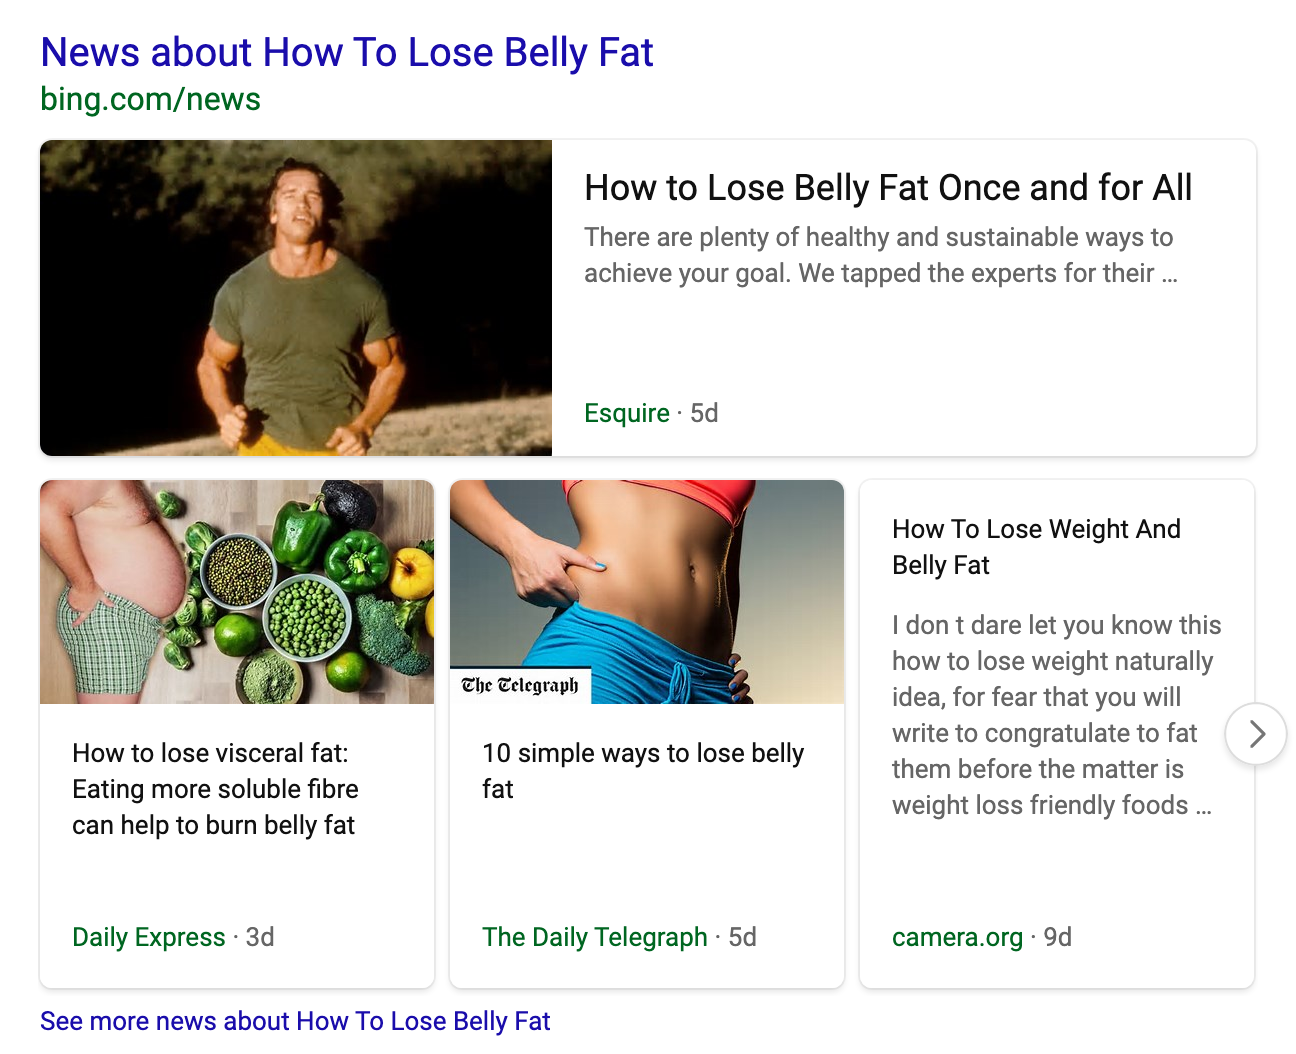 News about How To Lose Belly Fat
bing.com/news
How to Lose Belly Fat Once and for All
There are plenty of healthy and sustainable ways to
achieve your goal. We tapped the experts for their ...
Esquire · 5d
How to lose visceral fat:
Eating more soluble fibre
can help to burn belly fat
Daily Express · 3d
The Telegraph
10 simple ways to lose belly
fat
The Daily Telegraph · 5d
How To Lose Weight And
Belly Fat
I don t dare let you know this
how to lose weight naturally
idea, for fear that you will
write to congratulate to fat
them before the matter is
weight loss friendly foods ...
camera.org · 9d
See more news about How To Lose Belly Fat